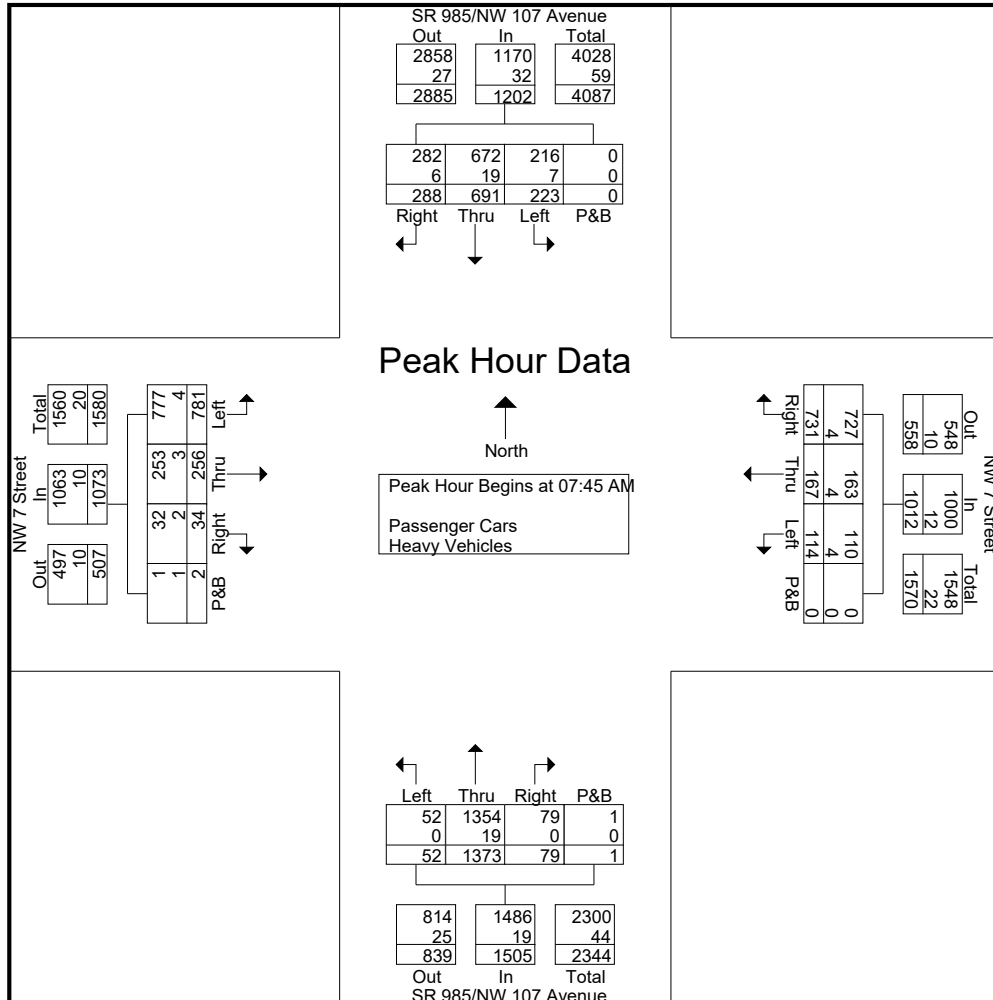 SR 985/NW 107 Avenue
Out In Total
2858 1170 4028
27 32 59
2885 1202 4087
282 672 216 0
6 19 7 0
288 691 223 0
Right Thru Left P&B
Peak Hour Data
North
Peak Hour Begins at 07:45 AM
Passenger Cars
Heavy Vehicles
NW 7 Street
Out In Total
497 1063 1560
10 10 20
507 1073 1580
1 32 253 777
1 2 3 4
2 34 256 781
P&B Right Thru Left
NW 7 Street
Out In Total
548 1000 1548
10 12 22
558 1012 1570
727 163 110 0
4 4 4 0
731 167 114 0
Right Thru Left P&B
Left Thru Right P&B
52 1354 79 1
0 19 0 0
52 1373 79 1
814 1486 2300
25 19 44
839 1505 2344
Out In Total
SR 985/NW 107 Avenue